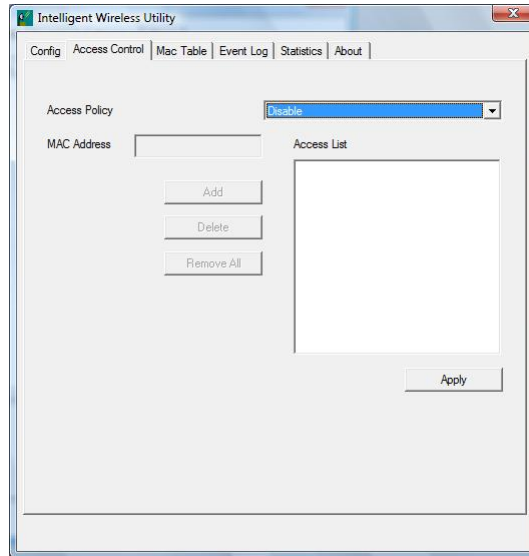 Intelligent Wireless Utility
Config Access Control Mac Table Event Log Statistics About
Access Policy Disable
MAC Address Access List
Add
Delete
Remove All
Apply